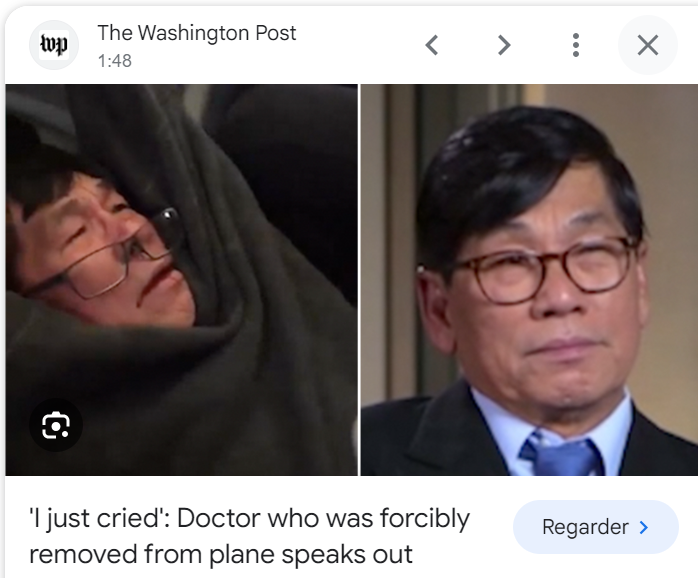 wp
The Washington Post
1:48
'I just cried': Doctor who was forcibly
removed from plane speaks out
Regarder